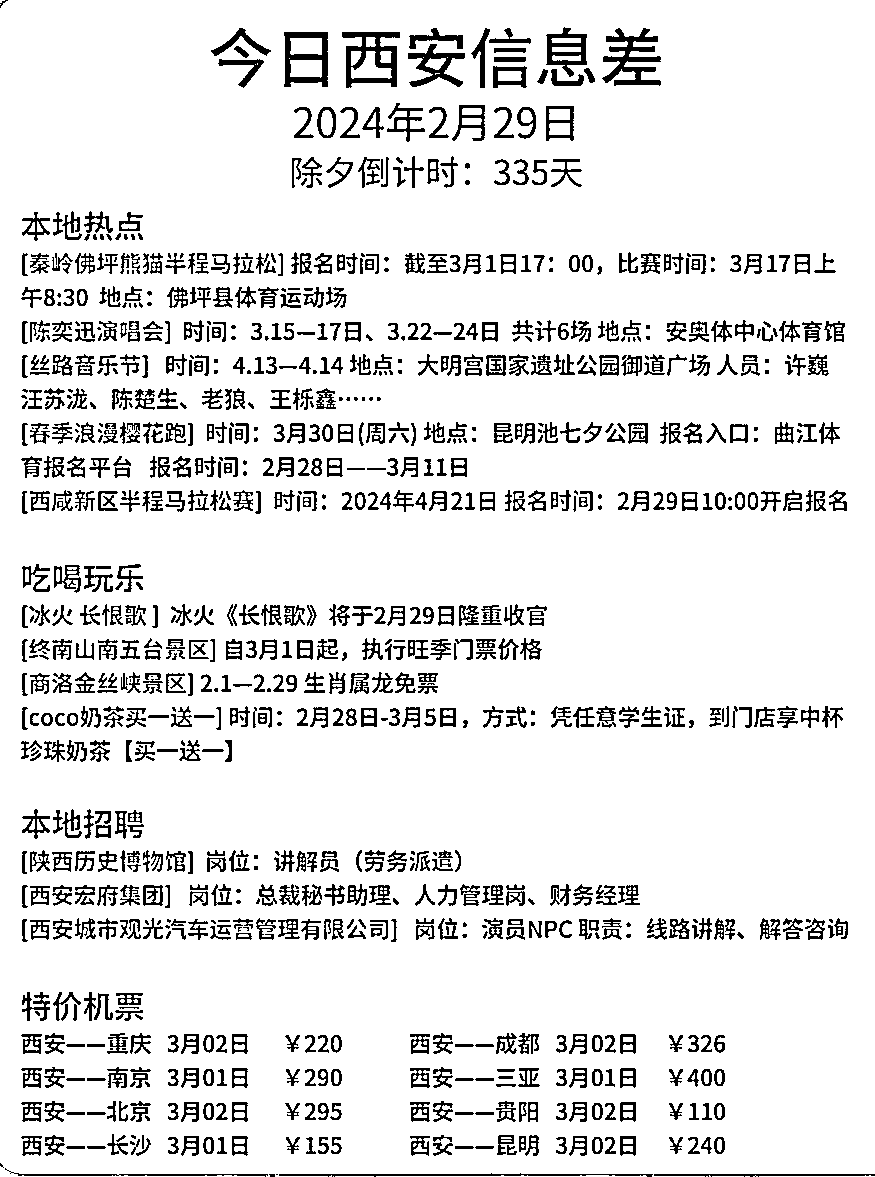 今日西安信息差
2024年2月29日
除夕倒计时：335天
本地热点
[秦岭佛坪熊猫半程马拉松] 报名时间：截至3月1日17：00，比赛时间：3月17日上
午8:30 地点：佛坪县体育运动场
[陈奕迅演唱会] 时间：3.15—17日、3.22—24日 共计6场 地点：安奥体中心体育馆
[丝路音乐节] 时间：4.13—4.14 地点：大明宫国家遗址公园御道广场 人员：许巍
汪苏泷、陈楚生、老狼、王栎鑫……
[春季浪漫樱花跑] 时间：3月30日(周六) 地点：昆明池七夕公园 报名入口：曲江体
育报名平台 报名时间：2月28日——3月11日
[西咸新区半程马拉松赛] 时间：2024年4月21日 报名时间：2月29日10:00开启报名
吃喝玩乐
[冰火 长恨歌 ] 冰火《长恨歌》将于2月29日隆重收官
[终南山南五台景区] 自3月1日起，执行旺季门票价格
[商洛金丝峡景区] 2.1—2.29 生肖属龙免票
[coco奶茶买一送一] 时间：2月28日-3月5日，方式：凭任意学生证，到门店享中杯
珍珠奶茶【买一送一】
本地招聘
[陕西历史博物馆] 岗位：讲解员（劳务派遣）
[西安宏府集团] 岗位：总裁秘书助理、人力管理岗、财务经理
[西安城市观光汽车运营管理有限公司] 岗位：演员NPC 职责：线路讲解、解答咨询
特价机票
西安——重庆 3月02日 ￥220 西安——成都 3月02日 ￥326
西安——南京 3月01日 ￥290 西安——三亚 3月01日 ￥400
西安——北京 3月02日 ￥295 西安——贵阳 3月02日 ￥110
西安——长沙 3月01日 ￥155 西安——昆明 3月02日 ￥240